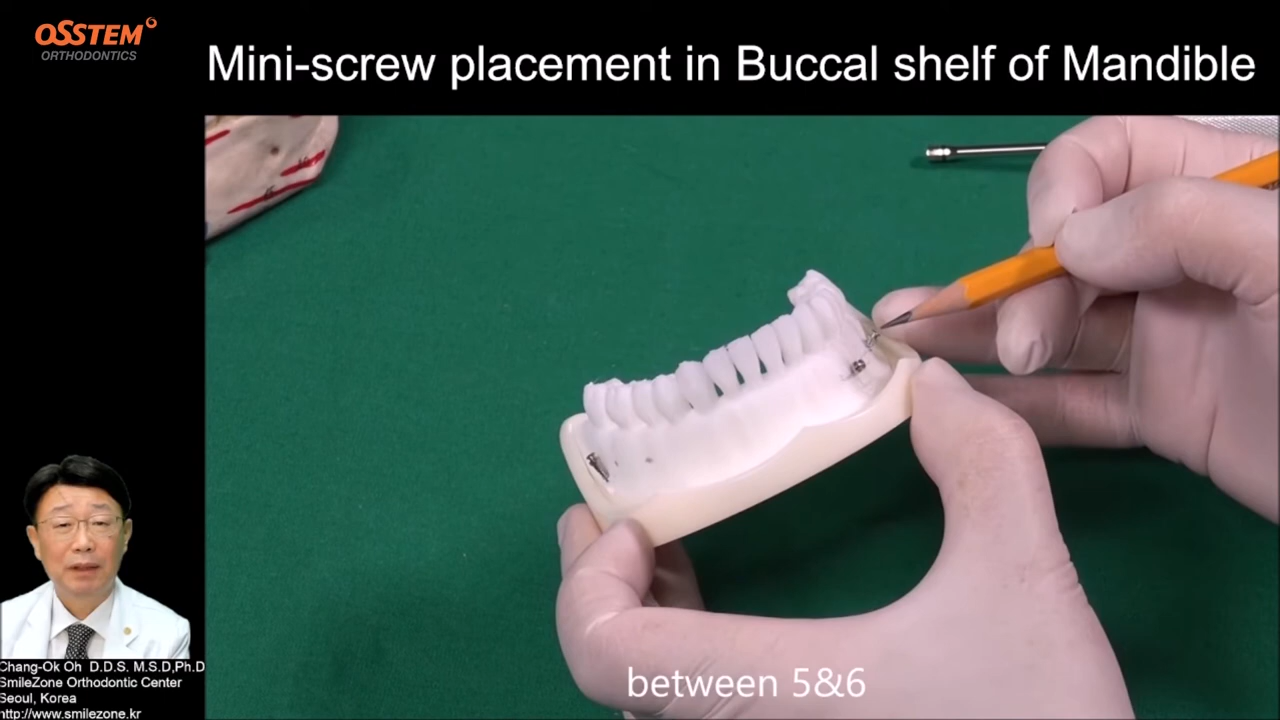 OSSTEM
ORTHODONTICS
Mini-screw placement in Buccal shelf of Mandible
between 5&6
Chang-Ok Oh D.D.S. M.S.D,Ph.D
SmileZone Orthodontic Center
Seoul, Korea
http://www.smilezone.kr